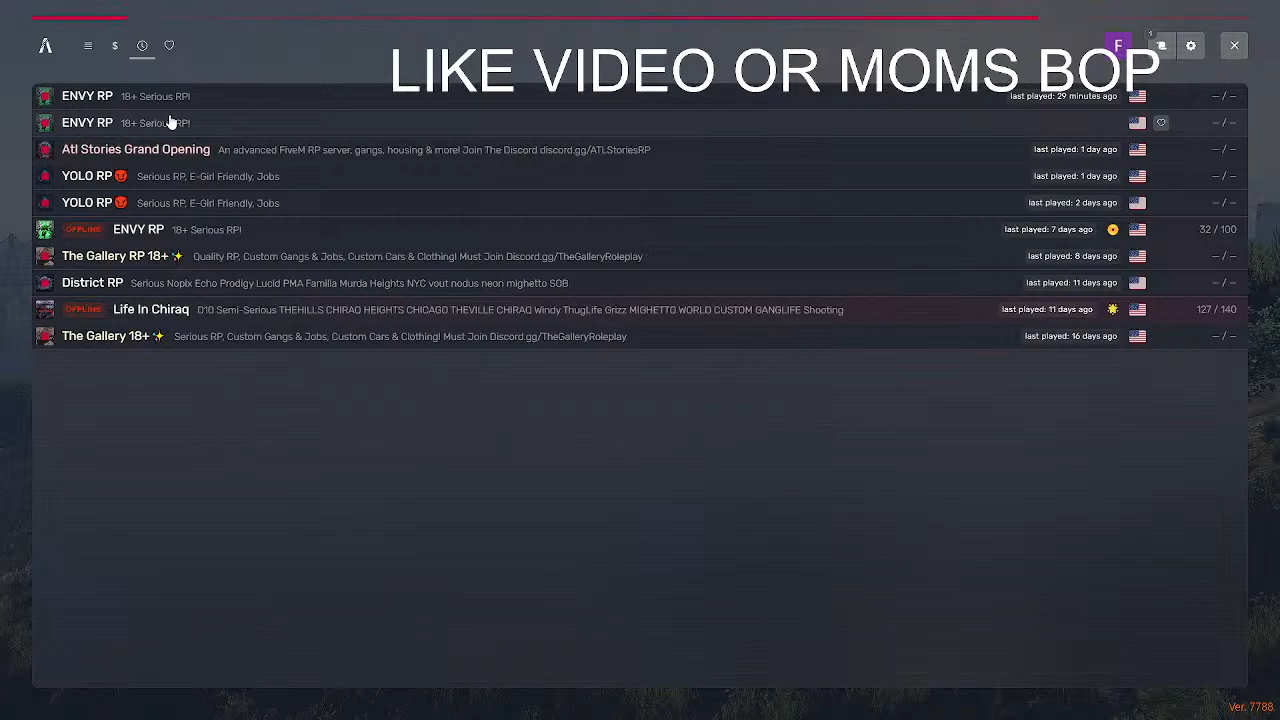 F
1
LIKE VIDEO OR MOMS BOP
ENVY RP 18+ Serious RP! last played: 29 minutes ago – / –
ENVY RP 18+ Serious RP! – / –
Atl Stories Grand Opening An advanced FiveM RP server, gangs, housing & more! Join The Discord discord.gg/ATLStoriesRP last played: 1 day ago – / –
YOLO RP😈 Serious RP, E-Girl Friendly, Jobs last played: 1 day ago – / –
YOLO RP😈 Serious RP, E-Girl Friendly, Jobs last played: 2 days ago – / –
OFFLINE ENVY RP 18+ Serious RP! last played: 7 days ago 32 / 100
The Gallery RP 18+✨ Quality RP, Custom Gangs & Jobs, Custom Cars & Clothing! Must Join Discord.gg/TheGalleryRoleplay last played: 8 days ago – / –
District RP Serious Nopix Echo Prodigy Lucid PMA Familia Murda Heights NYC volt nodus neon mighetto SOB last played: 11 days ago – / –
OFFLINE Life In Chiraq D10 Semi-Serious THEHILLS CHIRAQ HEIGHTS CHICAGO THEVILLE CHIRAQ Windy ThugLife Grizz MIGHETTO WORLD CUSTOM GANGLIFE Shooting last played: 11 days ago 127 / 140
The Gallery 18+✨ Serious RP, Custom Gangs & Jobs, Custom Cars & Clothing! Must Join Discord.gg/TheGalleryRoleplay last played: 16 days ago – / –
Ver. 7788